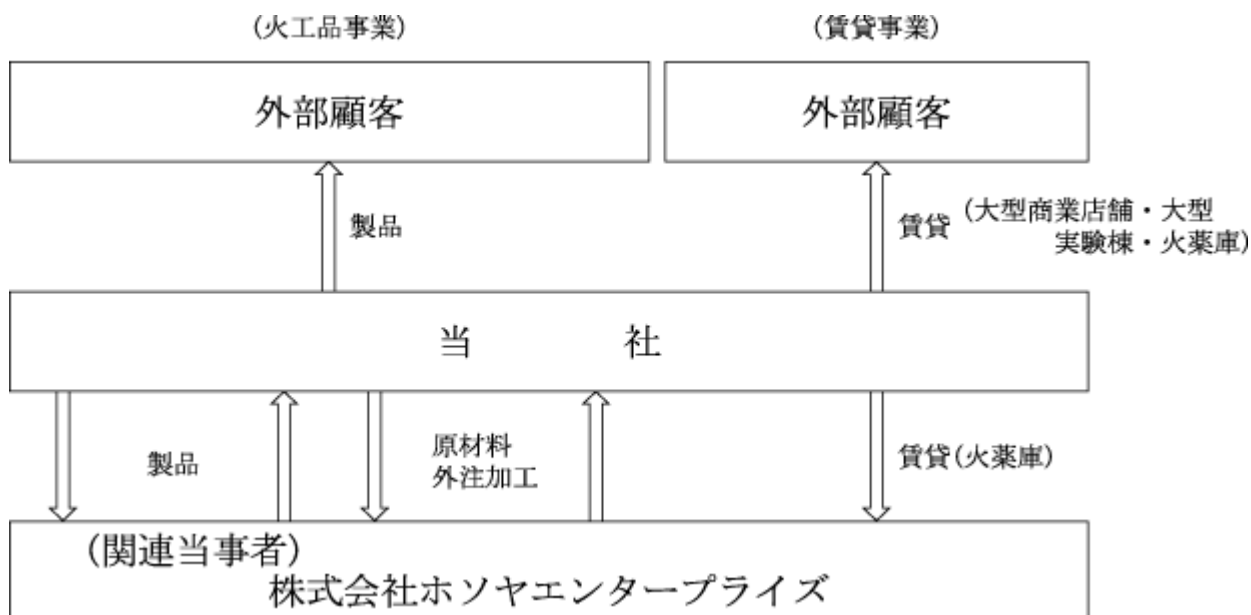 (火工品事業)
(賃貸事業)
外部顧客
外部顧客
製品
賃貸
(大型商業店舗・大型
実験棟・火薬庫)
当 社
製品
原材料
外注加工
賃貸(火薬庫)
(関連当事者)
株式会社ホソヤエンタープライズ